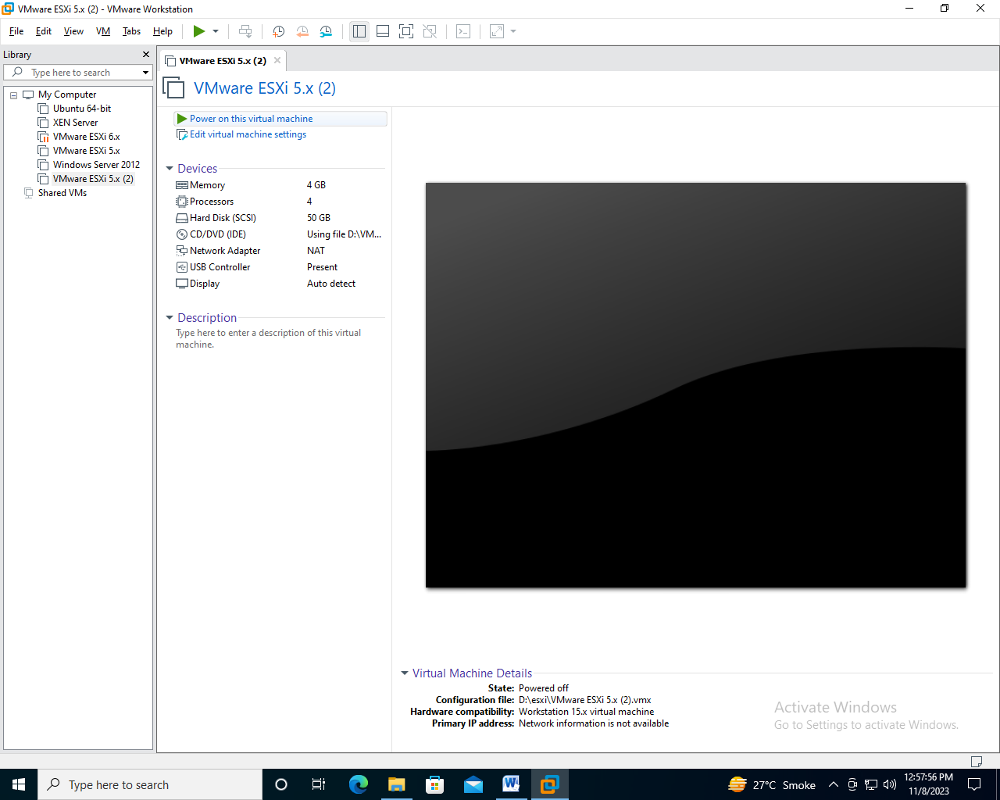 VMware ESXi 5.x (2) - VMware Workstation
File Edit View VM Tabs Help
Library
Type here to search
My Computer
Ubuntu 64-bit
XEN Server
VMware ESXi 6.x
VMware ESXi 5.x
Windows Server 2012
VMware ESXi 5.x (2)
Shared VMs
VMware ESXi 5.x (2)
VMware ESXi 5.x (2)
Power on this virtual machine
Edit virtual machine settings
Devices
Memory 4 GB
Processors 4
Hard Disk (SCSI) 50 GB
CD/DVD (IDE) Using file D:\VM...
Network Adapter NAT
USB Controller Present
Display Auto detect
Description
Type here to enter a description of this virtual
machine.
Virtual Machine Details
State: Powered off
Configuration file: D:\esxi\VMware ESXi 5.x (2).vmx
Hardware compatibility: Workstation 15.x virtual machine
Primary IP address: Network information is not available
Activate Windows
Go to Settings to activate Windows.
Type here to search
27°C Smoke
12:57:56 PM
11/8/2023